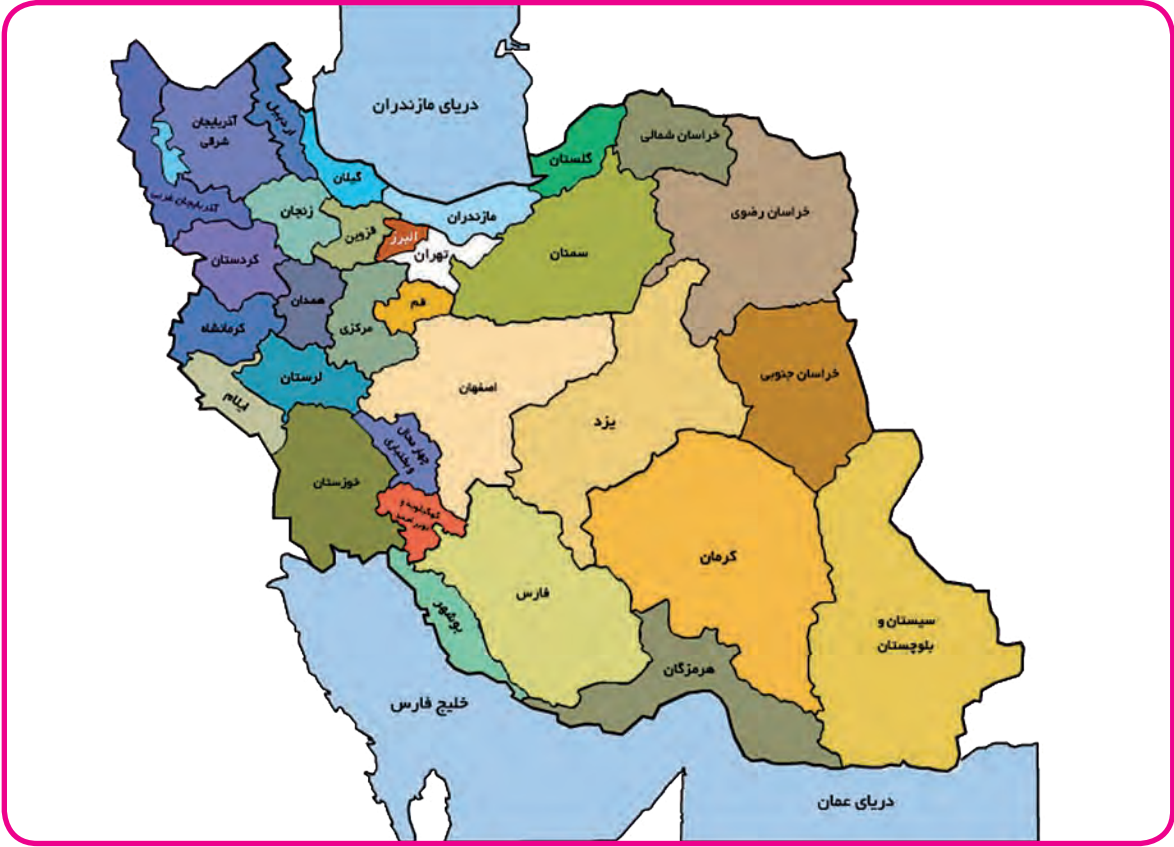 دریای مازندران
خراسان شمالی
گلستان
اردبیل
آذربایجان
شرقی
گیلان
آذربایجان غربی
زنجان
مازندران
خراسان رضوی
قزوین
البرز
تهران
سمنان
کردستان
همدان
قم
کرمانشاه
مرکزی
لرستان
اصفهان
خراسان جنوبی
ایلام
یزد
چهارمحال
و بختیاری
خوزستان
کهکیلویه و
بویراحمد
کرمان
فارس
بوشهر
سیستان و
بلوچستان
هرمزگان
خلیج فارس
دریای عمان